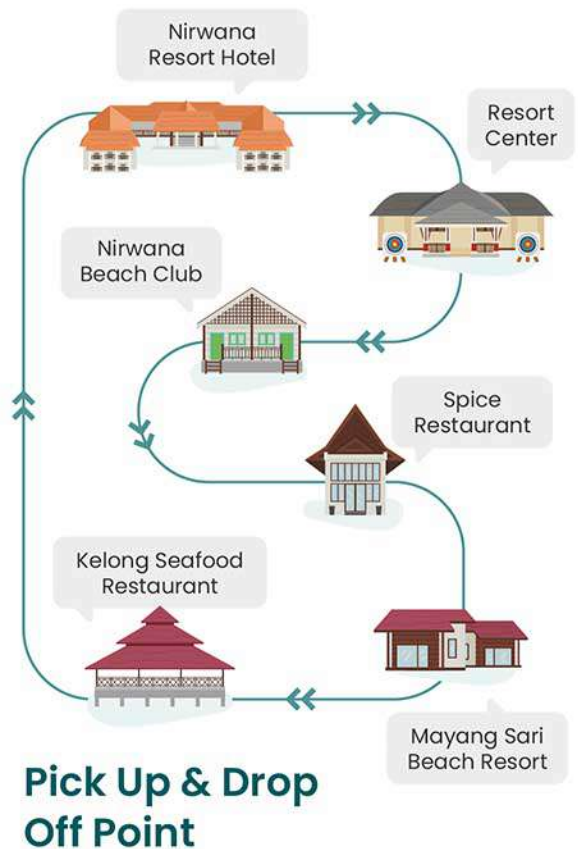 Nirwana
Resort Hotel
Resort
Center
Nirwana
Beach Club
Spice
Restaurant
Kelong Seafood
Restaurant
Mayang Sari
Beach Resort
Pick Up & Drop
Off Point